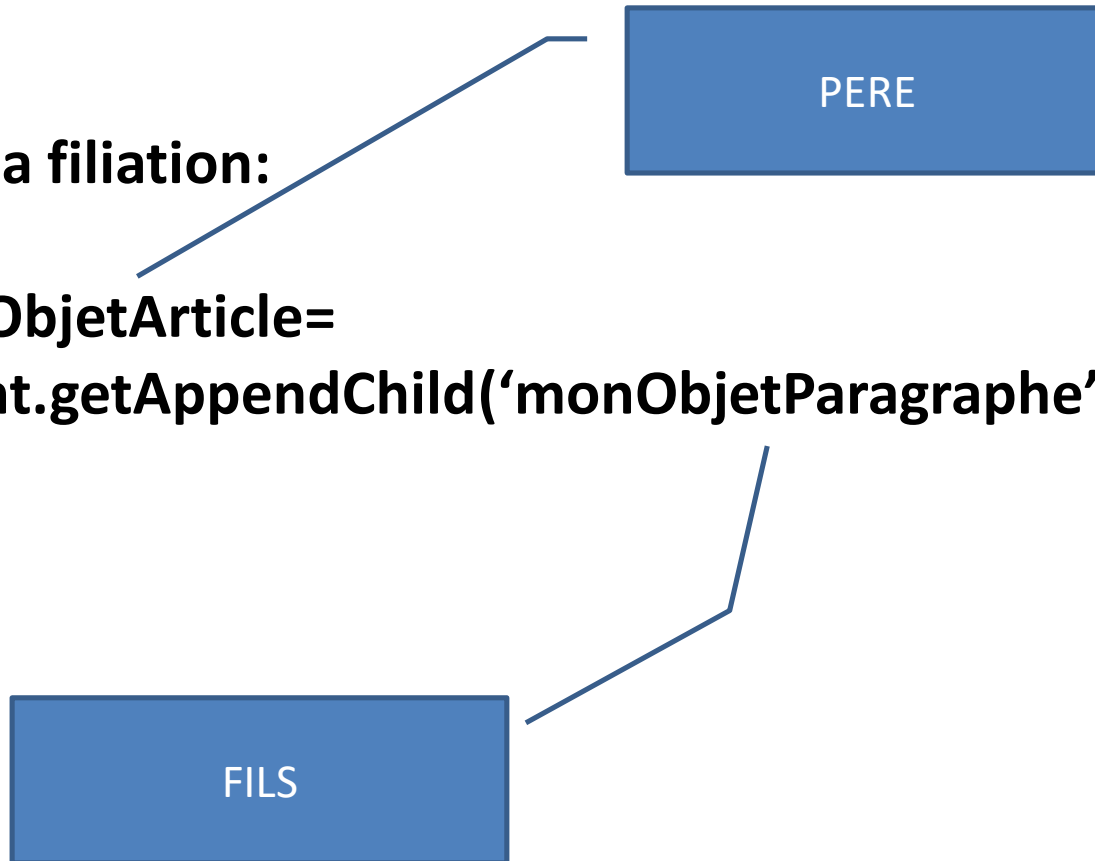 PERE
a filiation:
ObjetArticle=
nt.getAppendChild(‘monObjetParagraphe’
FILS